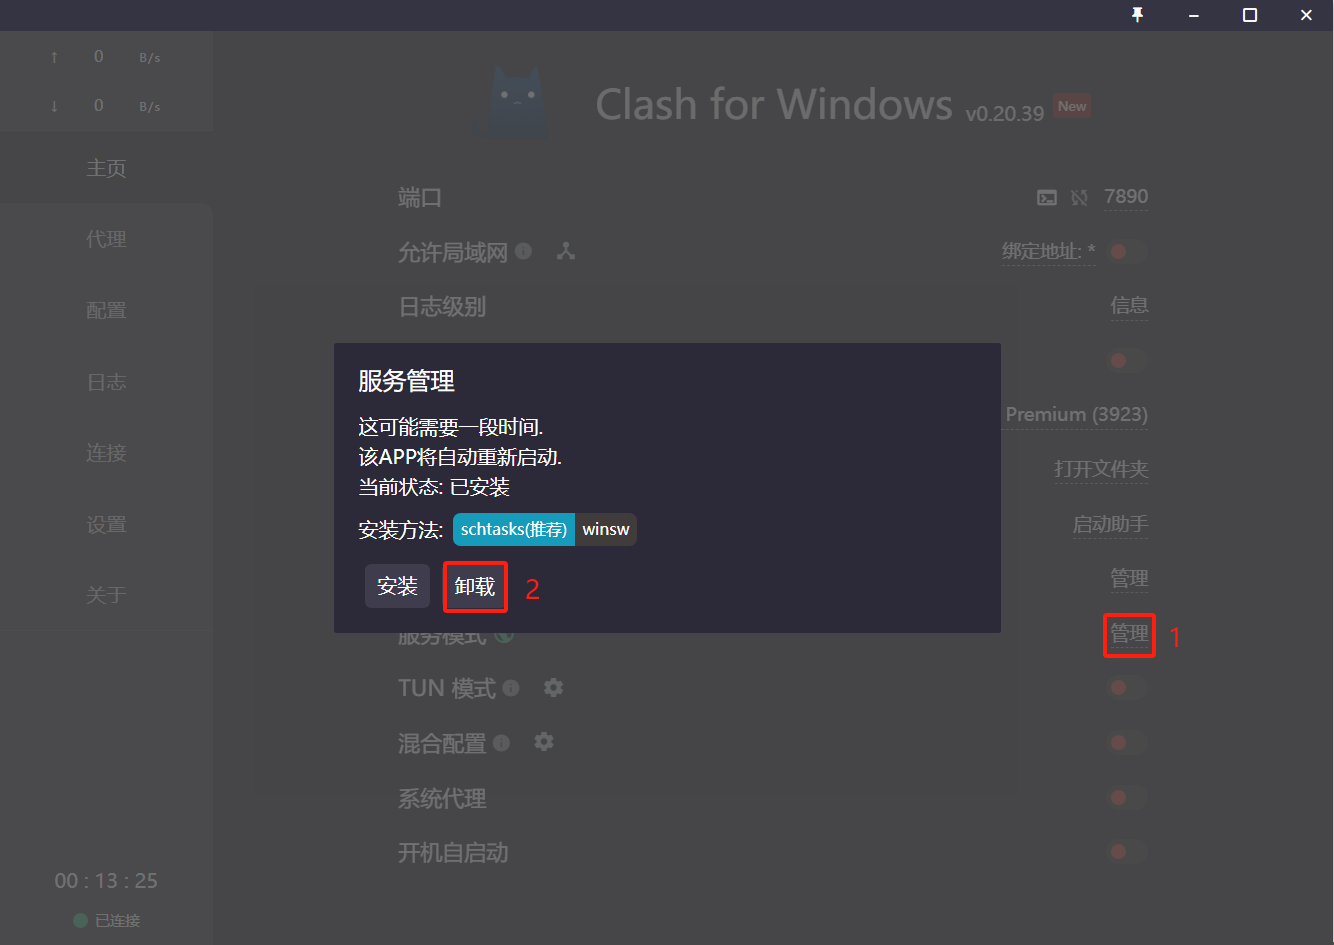 ↑ 0 B/s
↓ 0 B/s
主页
代理
配置
日志
连接
设置
关于
00 : 13 : 25
已连接
Clash for Windows v0.20.39 New
端口 7890
允许局域网 绑定地址: *
日志级别 信息
Premium (3923)
打开文件夹
启动助手
管理
服务管理
这可能需要一段时间.
该APP将自动重新启动.
当前状态: 已安装
安装方法: schtasks(推荐) winsw
安装 卸载 2
服务模式 管理 1
TUN 模式
混合配置
系统代理
开机自启动